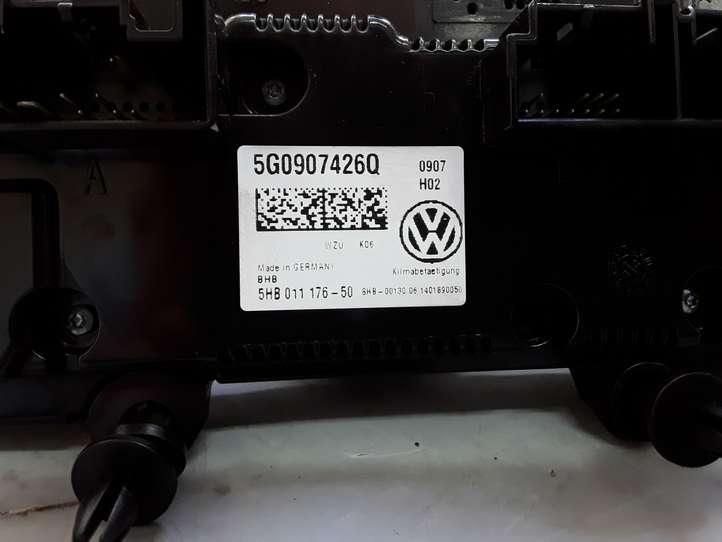 5G0907426Q 0907
H02
WZU K06
Made in GERMANY
BHB
Klimabetaetigung
5HB 011 176-50 BHB-00130.06.1401890050
A